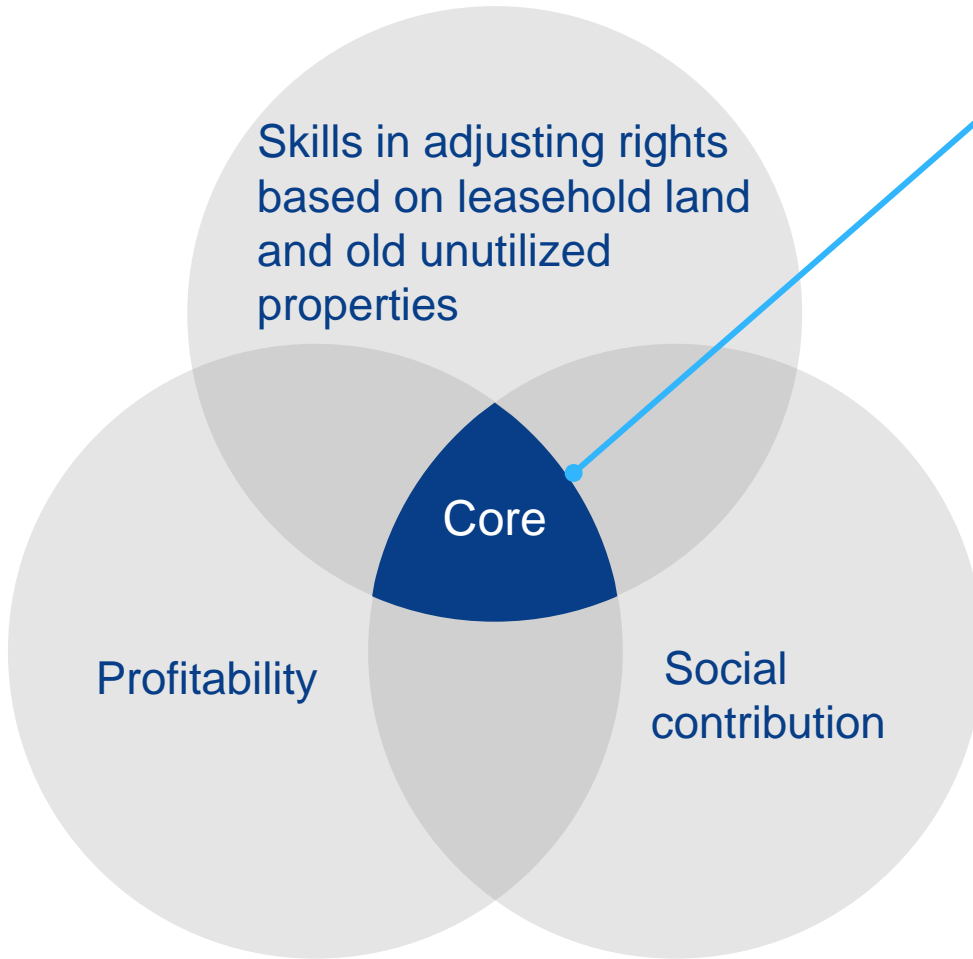 Skills in adjusting rights
based on leasehold land
and old unutilized
properties
Core
Profitability
Social
contribution